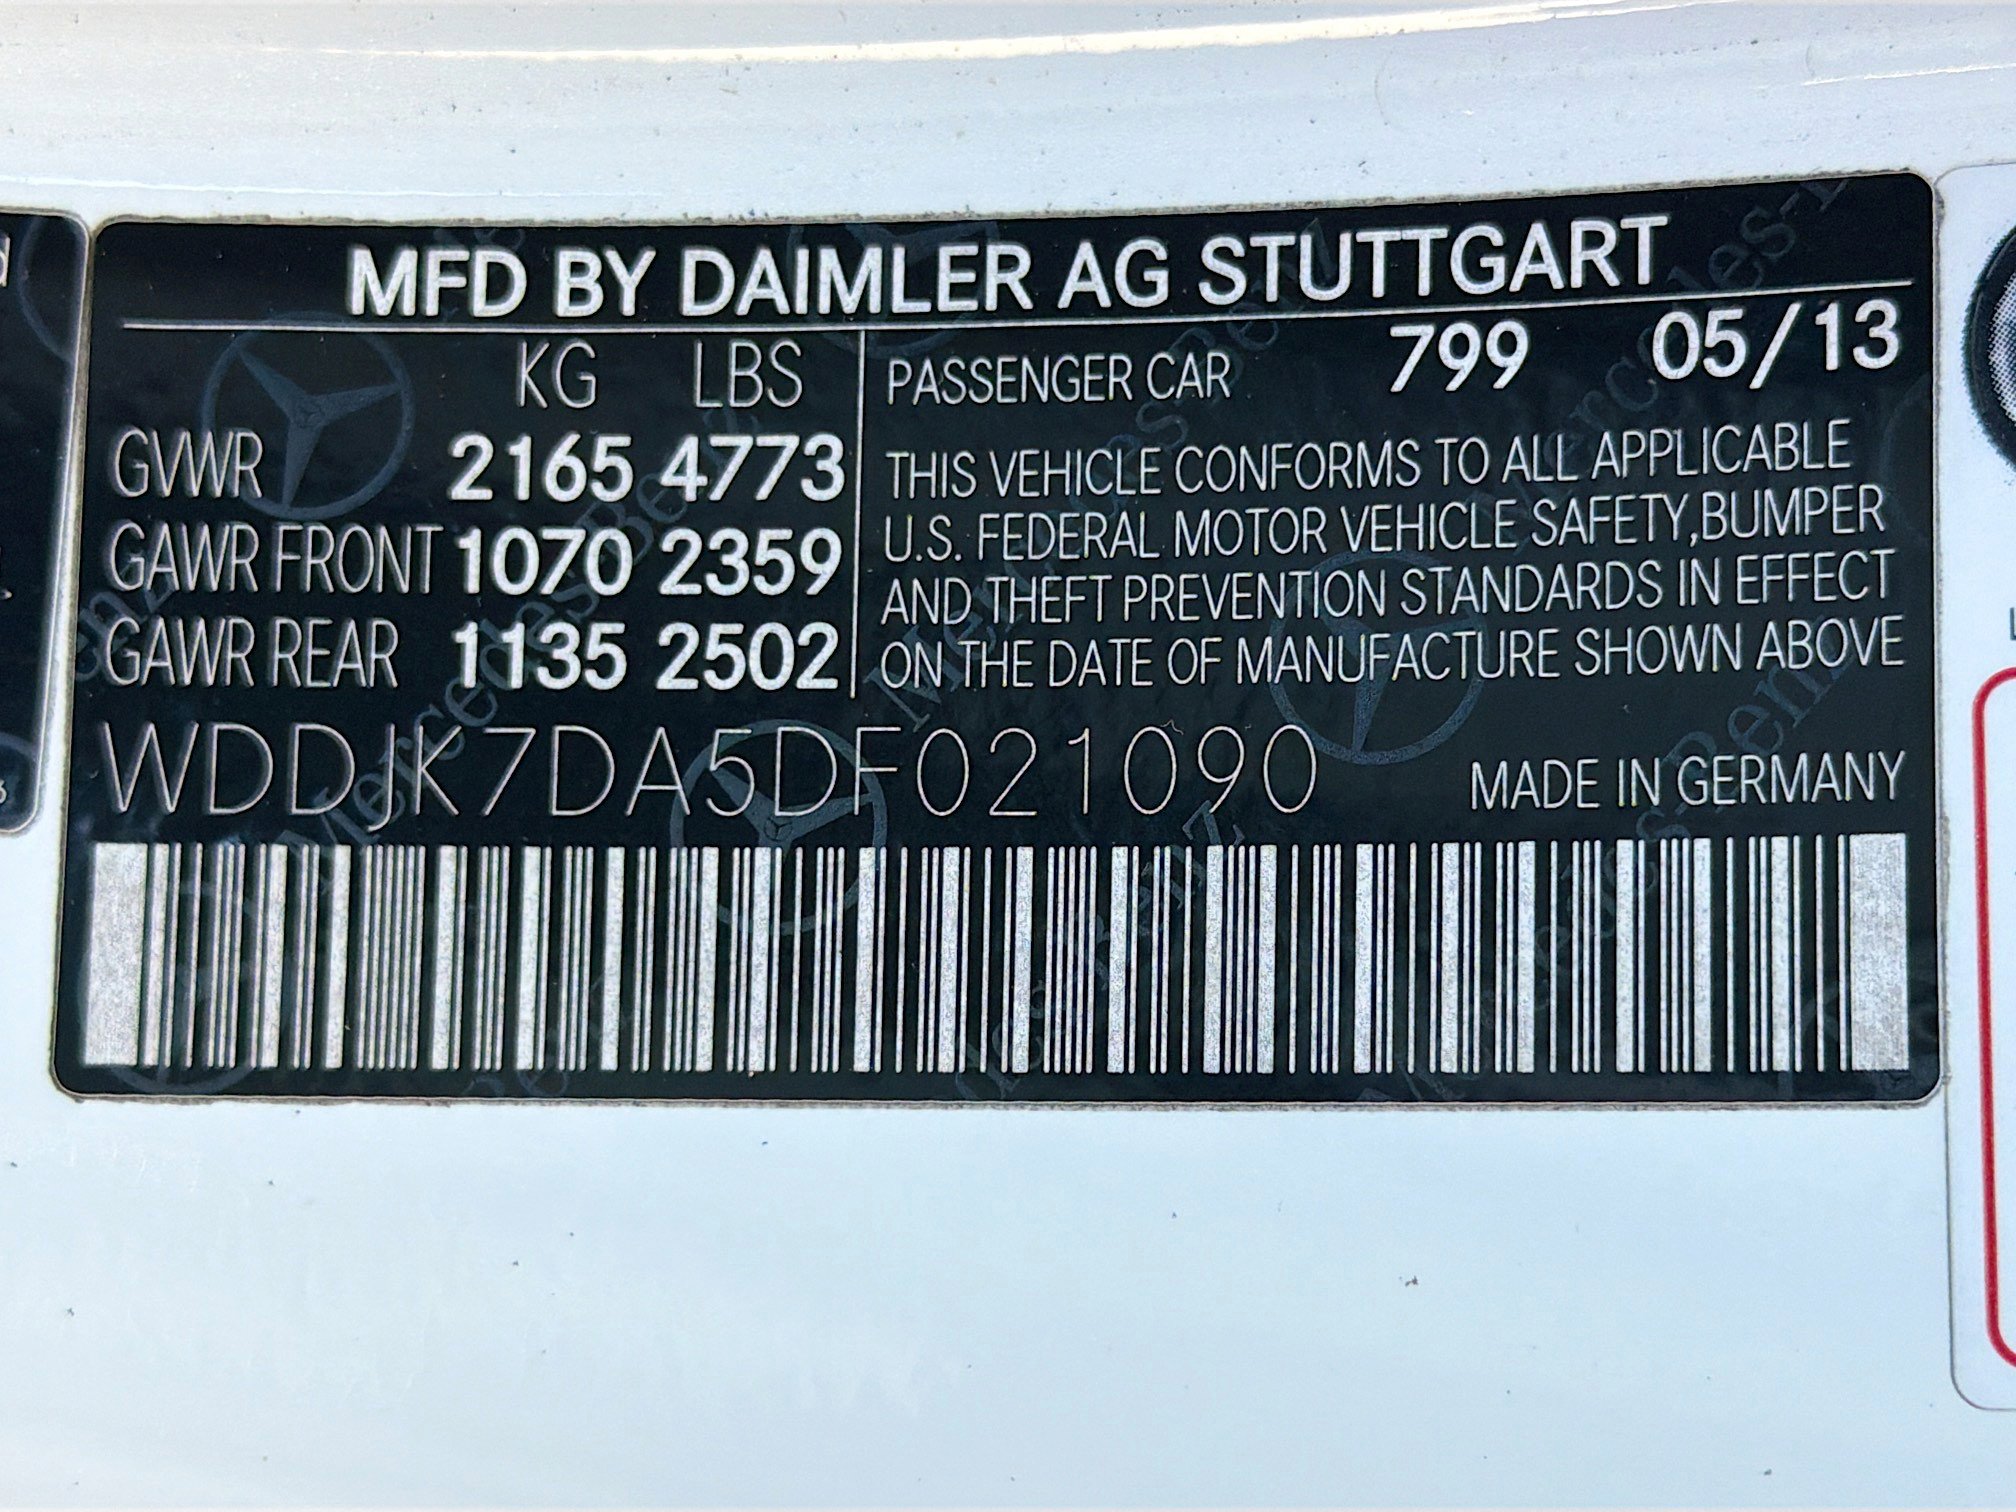 MFD BY DAIMLER AG STUTTGART
KG LBS
GVWR 2165 4773
GAWR FRONT 1070 2359
GAWR REAR 1135 2502
PASSENGER CAR 799 05/13
THIS VEHICLE CONFORMS TO ALL APPLICABLE
U.S. FEDERAL MOTOR VEHICLE SAFETY,BUMPER
AND THEFT PREVENTION STANDARDS IN EFFECT
ON THE DATE OF MANUFACTURE SHOWN ABOVE
WDDJK7DA5DF021090
MADE IN GERMANY